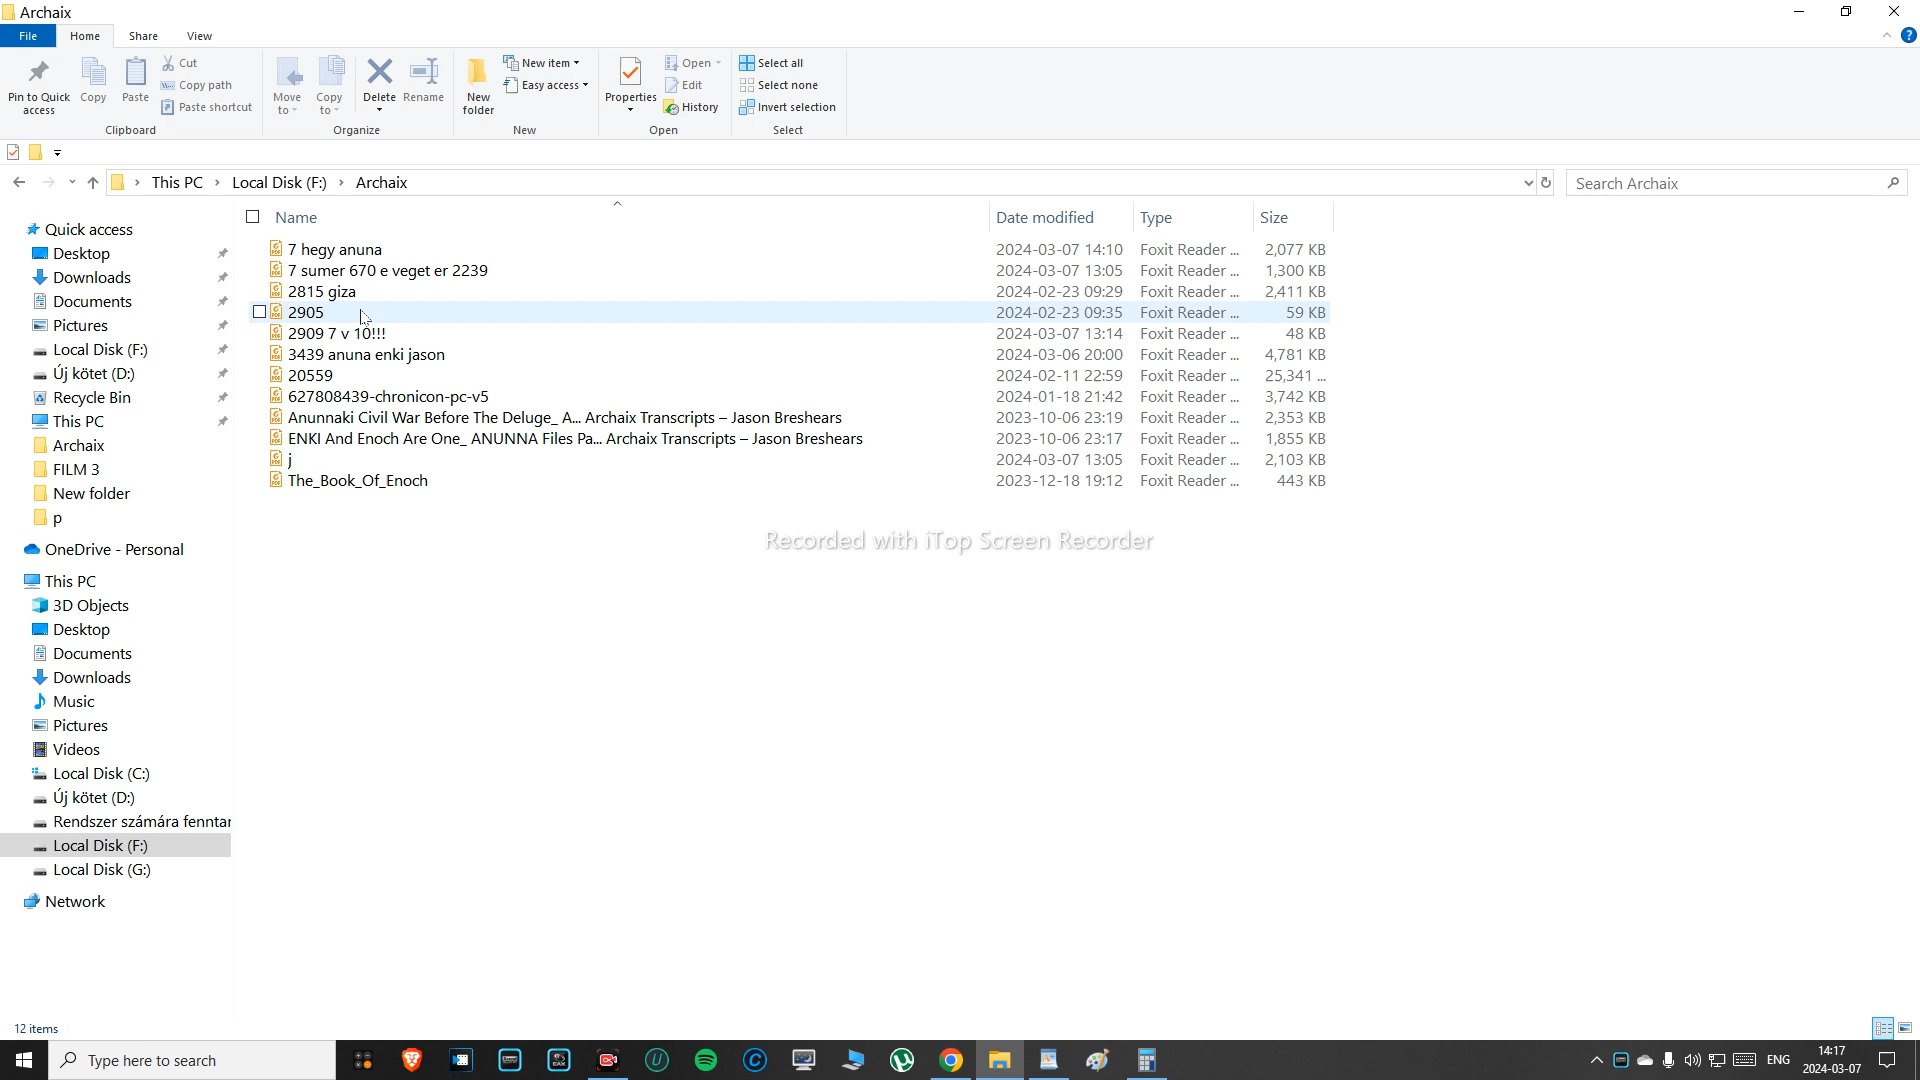 Archaix
File Home Share View
Pin to Quick access
Copy
Paste
Cut
Copy path
Paste shortcut
Clipboard
Move to
Copy to
Delete
Rename
Organize
New folder
New item
Easy access
New
Properties
Open
Edit
History
Open
Select all
Select none
Invert selection
Select
This PC > Local Disk (F:) > Archaix
Search Archaix
Name Date modified Type Size
7 hegy anuna 2024-03-07 14:10 Foxit Reader ... 2,077 KB
7 sumer 670 e veget er 2239 2024-03-07 13:05 Foxit Reader ... 1,300 KB
2815 giza 2024-02-23 09:29 Foxit Reader ... 2,411 KB
2905 2024-02-23 09:35 Foxit Reader ... 59 KB
2909 7 v 10!!! 2024-03-07 13:14 Foxit Reader ... 48 KB
3439 anuna enki jason 2024-03-06 20:00 Foxit Reader ... 4,781 KB
20559 2024-02-11 22:59 Foxit Reader ... 25,341 ...
627808439-chronicon-pc-v5 2024-01-18 21:42 Foxit Reader ... 3,742 KB
Anunnaki Civil War Before The Deluge_ A... Archaix Transcripts – Jason Breshears 2023-10-06 23:19 Foxit Reader ... 2,353 KB
ENKI And Enoch Are One_ ANUNNA Files Pa... Archaix Transcripts – Jason Breshears 2023-10-06 23:17 Foxit Reader ... 1,855 KB
j 2024-03-07 13:05 Foxit Reader ... 2,103 KB
The_Book_Of_Enoch 2023-12-18 19:12 Foxit Reader ... 443 KB
Quick access
Desktop
Downloads
Documents
Pictures
Local Disk (F:)
Új kötet (D:)
Recycle Bin
This PC
Archaix
FILM 3
New folder
p
OneDrive - Personal
This PC
3D Objects
Desktop
Documents
Downloads
Music
Pictures
Videos
Local Disk (C:)
Új kötet (D:)
Rendszer számára fenntar
Local Disk (F:)
Local Disk (G:)
Network
Recorded with iTop Screen Recorder
12 items
Type here to search
ENG
14:17
2024-03-07